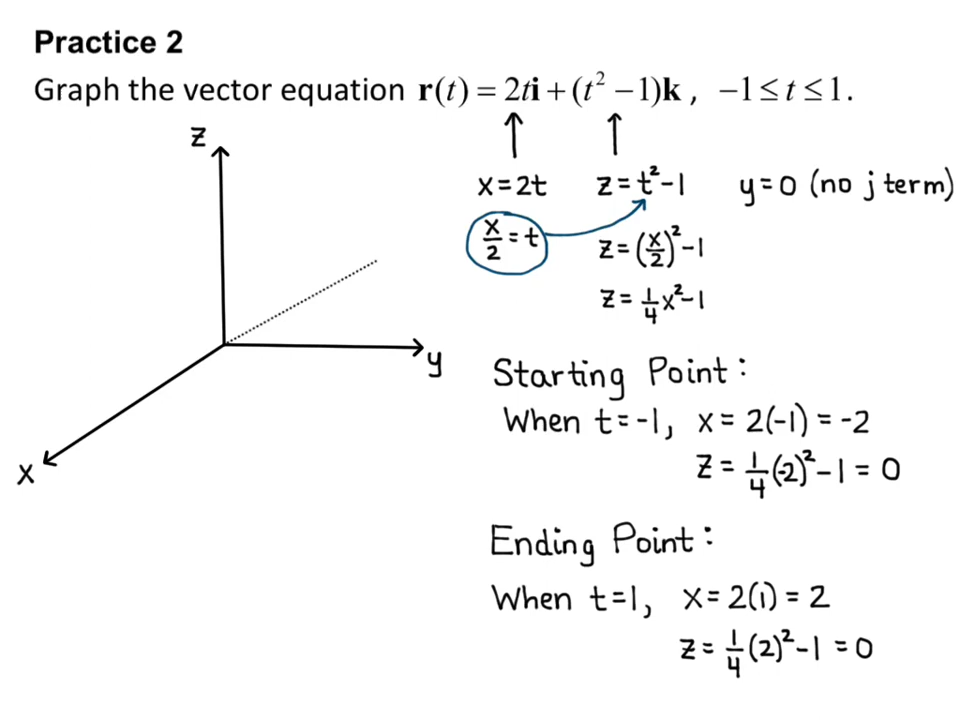 Practice 2
Graph the vector equation r(t) = 2ti + (t² − 1)k , −1 ≤ t ≤ 1.
z
x = 2t z = t² − 1 y = 0 (no j term)
x/2 = t z = (x/2)² − 1
z = 1/4 x² − 1
y
Starting Point:
When t = -1, x = 2(-1) = -2
x
z = 1/4 (-2)² − 1 = 0
Ending Point:
When t = 1, x = 2(1) = 2
z = 1/4 (2)² − 1 = 0